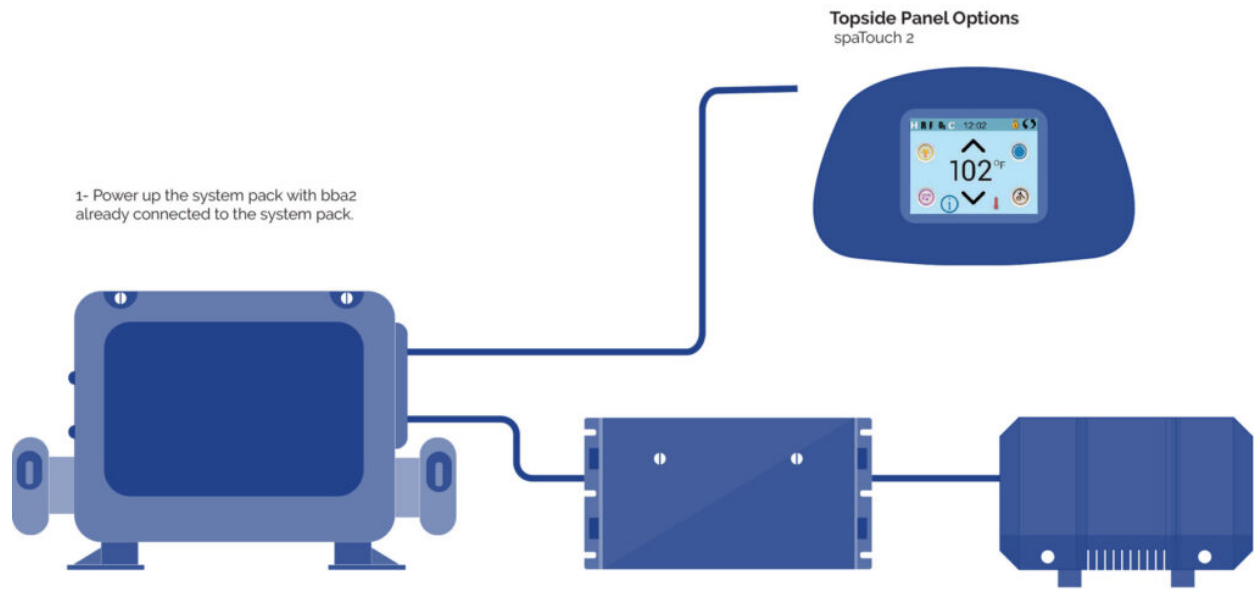 Topside Panel Options
spaTouch 2
12:02
102°F
1- Power up the system pack with bba2
already connected to the system pack.